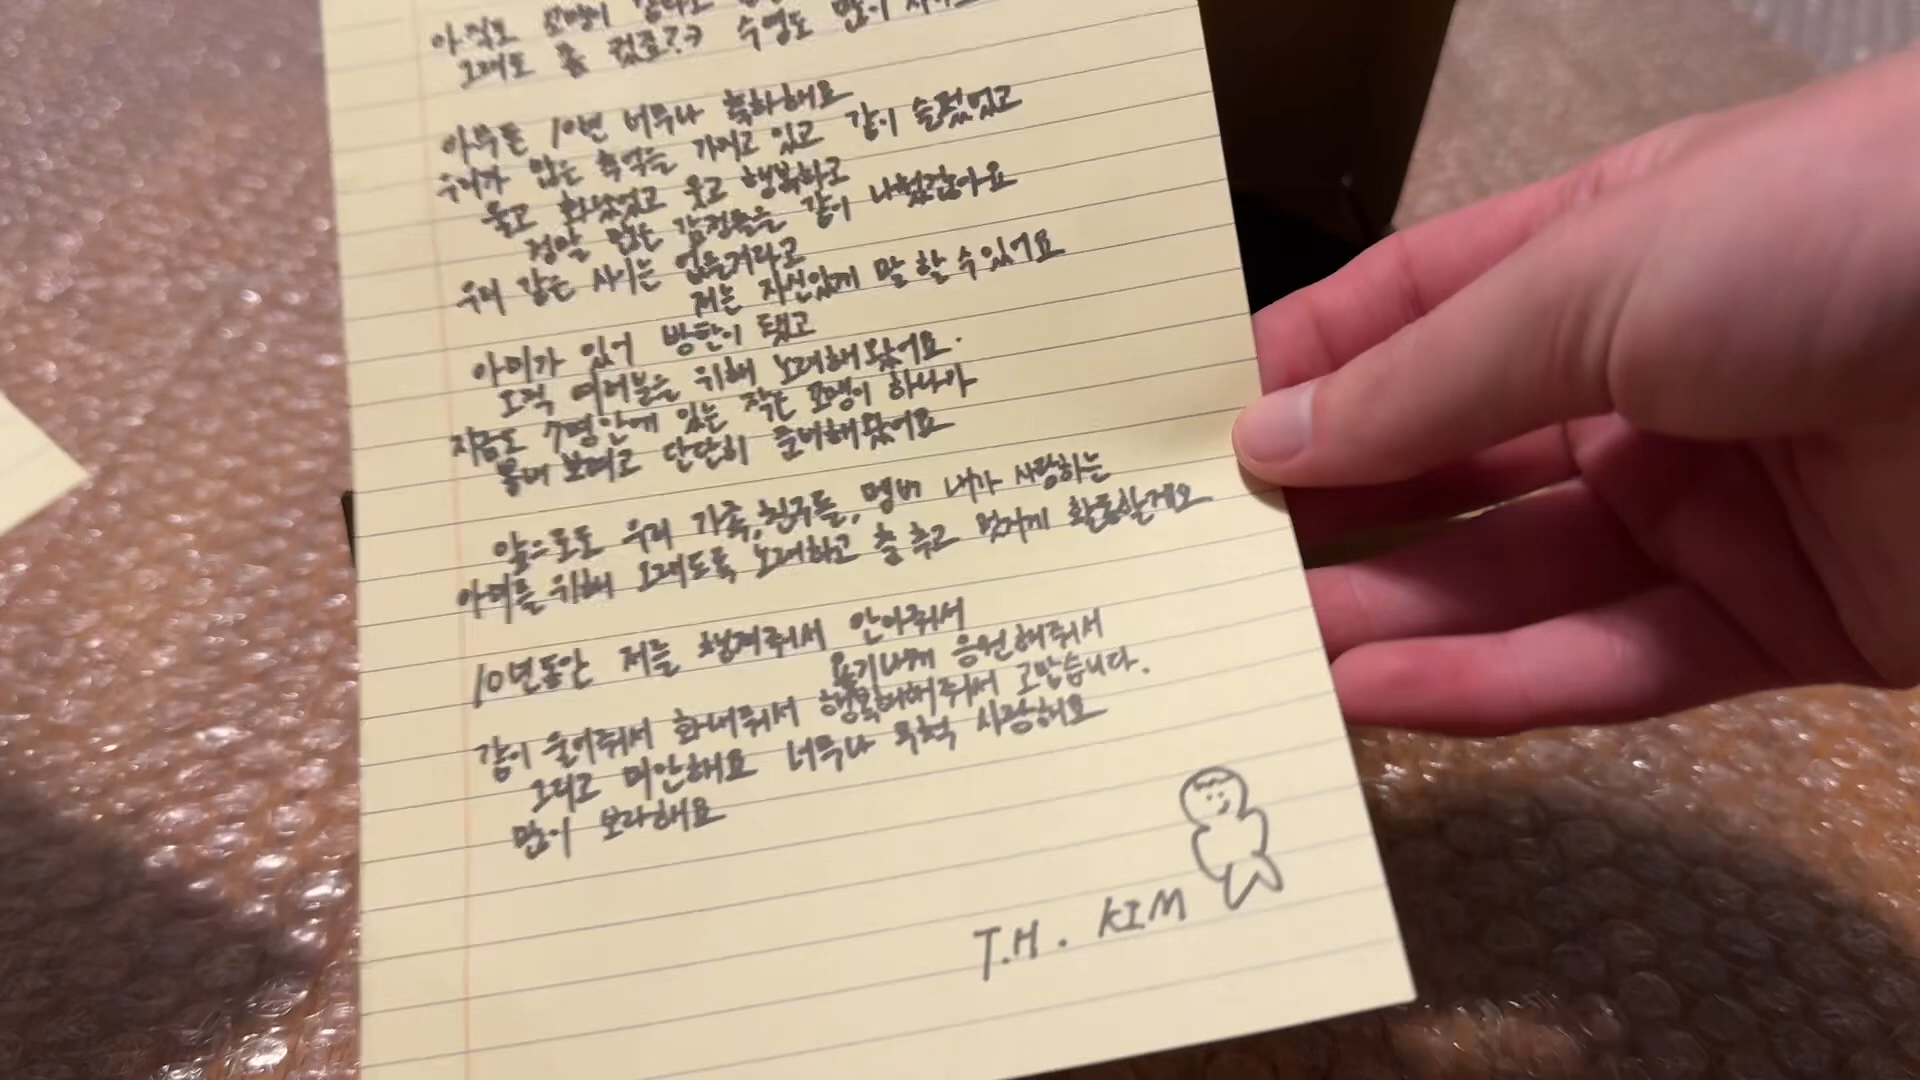 아직도
그래도 좀 컸죠?ㅋ 수영도 많이
아무튼 10년 너무나 축하해요
우리가 많은 추억을 가지고 있고 같이 슬펐었고
울고 화났었고 웃고 행복하고
정말 많은 감정들을 같이 나눴잖아요
우리 같은 사이는 없을거라고
저는 자신있게 말 할 수 있어요
아미가 있어 방탄이 됐고
오직 여러분을 위해 노래해 왔어요.
지금도 7명 안에 있는 작은 꼬맹이 하나가
몰래 보려고 단단히 준비해 왔어요
앞으로도 우리 가족, 친구들, 멤버 내가 사랑하는
아미를 위해 오래도록 노래하고 춤 추고 멋지게 활동할게요
10년동안 저를 챙겨줘서 안아줘서
용기나게 응원해줘서
같이 울어줘서 화내줘서 행복해해줘서 고맙습니다.
그리고 미안해요 너무나 무척 사랑해요
많이 보라해요
T.H. KIM